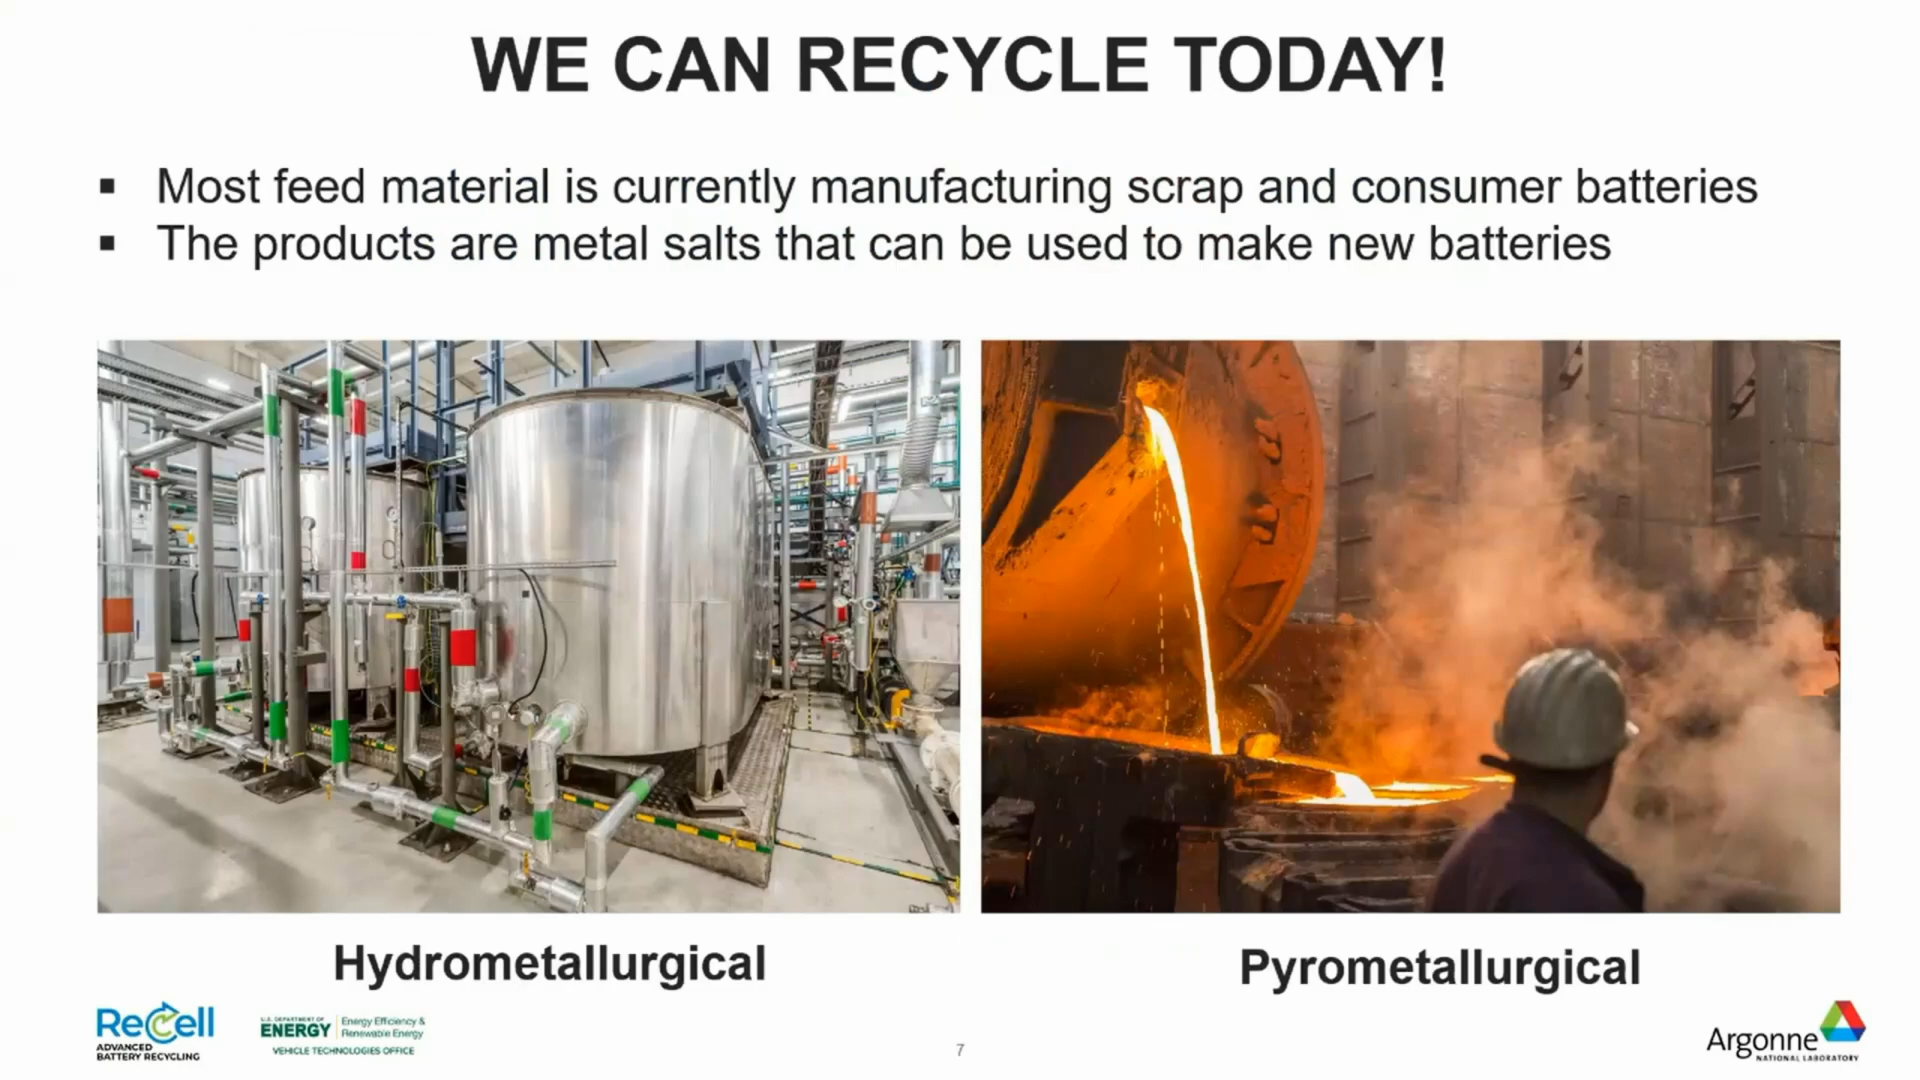 WE CAN RECYCLE TODAY!
▪ Most feed material is currently manufacturing scrap and consumer batteries
▪ The products are metal salts that can be used to make new batteries
Hydrometallurgical
Pyrometallurgical
ReCell
ADVANCED
BATTERY RECYCLING
U.S. DEPARTMENT OF
ENERGY
Energy Efficiency &
Renewable Energy
VEHICLE TECHNOLOGIES OFFICE
7
Argonne
NATIONAL LABORATORY